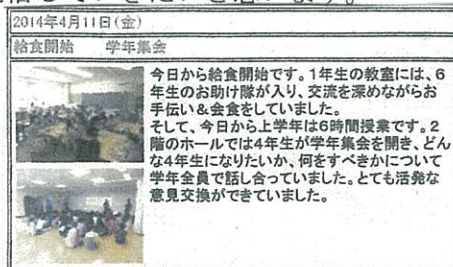 2014年4月11日(金)
給食開始　学年集会
今日から給食開始です。1年生の教室には、6
年生のお助け隊が入り、交流を深めながらお
手伝い＆会食をしていました。
そして、今日から上学年は6時間授業です。2
階のホールでは4年生が学年集会を開き、どん
な4年生になりたいか、何をすべきかについて
学年全員で話し合っていました。とても活発な
意見交換ができていました。